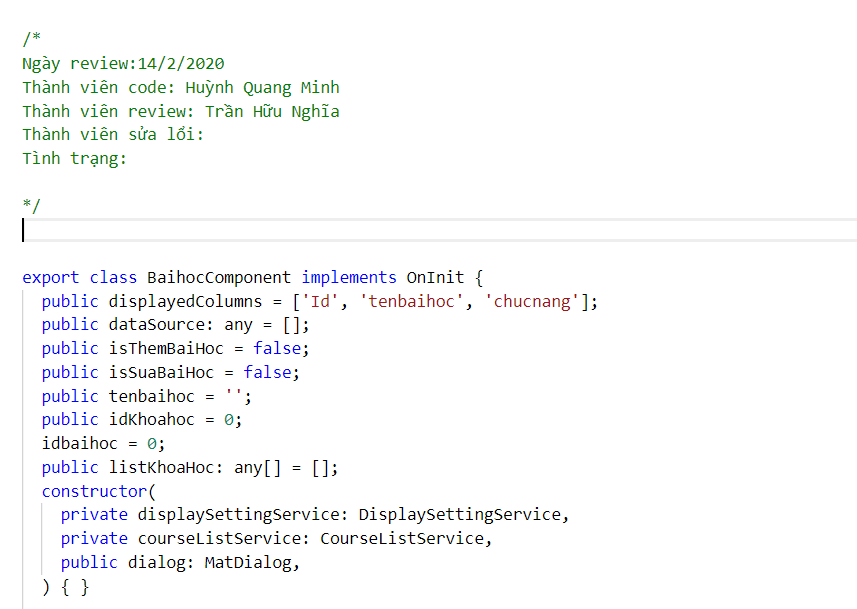 /*
Ngày review:14/2/2020
Thành viên code: Huỳnh Quang Minh
Thành viên review: Trần Hữu Nghĩa
Thành viên sửa lổi:
Tình trạng:
*/
export class BaihocComponent implements OnInit {
public displayedColumns = ['Id', 'tenbaihoc', 'chucnang'];
public dataSource: any = [];
public isThemBaiHoc = false;
public isSuaBaiHoc = false;
public tenbaihoc = '';
public idKhoahoc = 0;
idbaihoc = 0;
public listKhoaHoc: any[] = [];
constructor(
private displaySettingService: DisplaySettingService,
private courseListService: CourseListService,
public dialog: MatDialog,
) { }